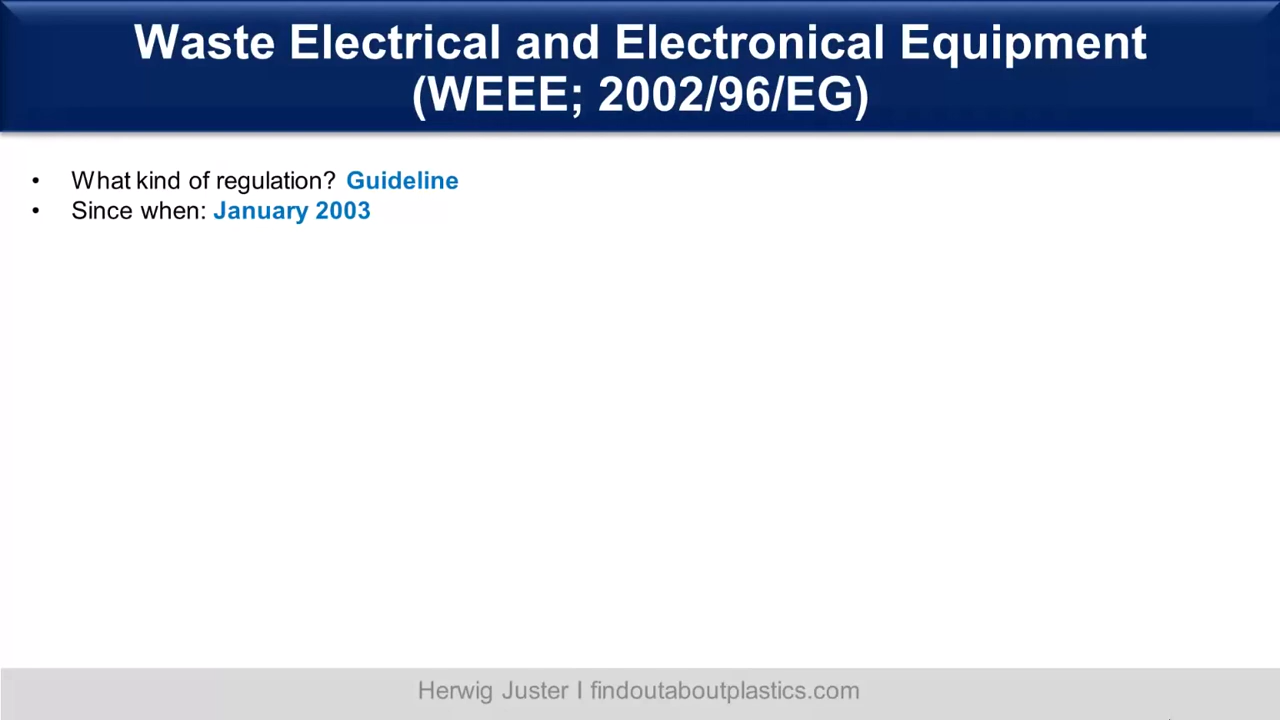 Waste Electrical and Electronical Equipment
(WEEE; 2002/96/EG)
• What kind of regulation? Guideline
• Since when: January 2003
Herwig Juster I findoutaboutplastics.com